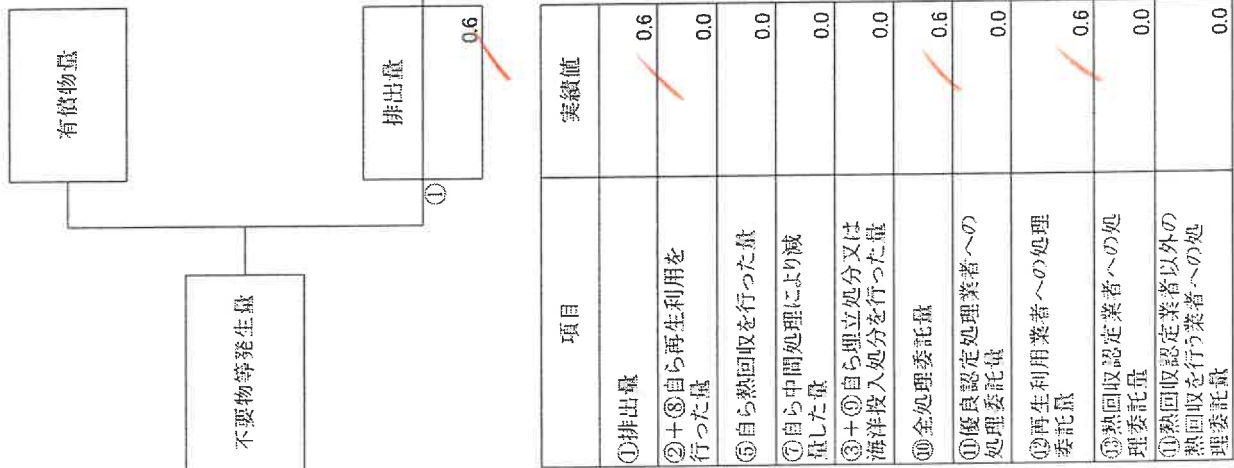 有償物量
不要物等発生量
排出量
①
0.6
項目
実績値
①排出量
0.6
②+⑧自ら再生利用を
行った量
0.0
⑤自ら熱回収を行った量
0.0
⑦自ら中間処理により減
量した量
0.0
③+⑨自ら埋立処分又は
海洋投入処分を行った量
0.0
⑩全処理委託量
0.6
⑪優良認定処理業者への
処理委託量
0.0
⑫再生利用業者への処理
委託量
0.6
⑬熱回収認定業者への処
理委託量
0.0
⑭熱回収認定業者以外の
熱回収を行う業者への処
理委託量
0.0